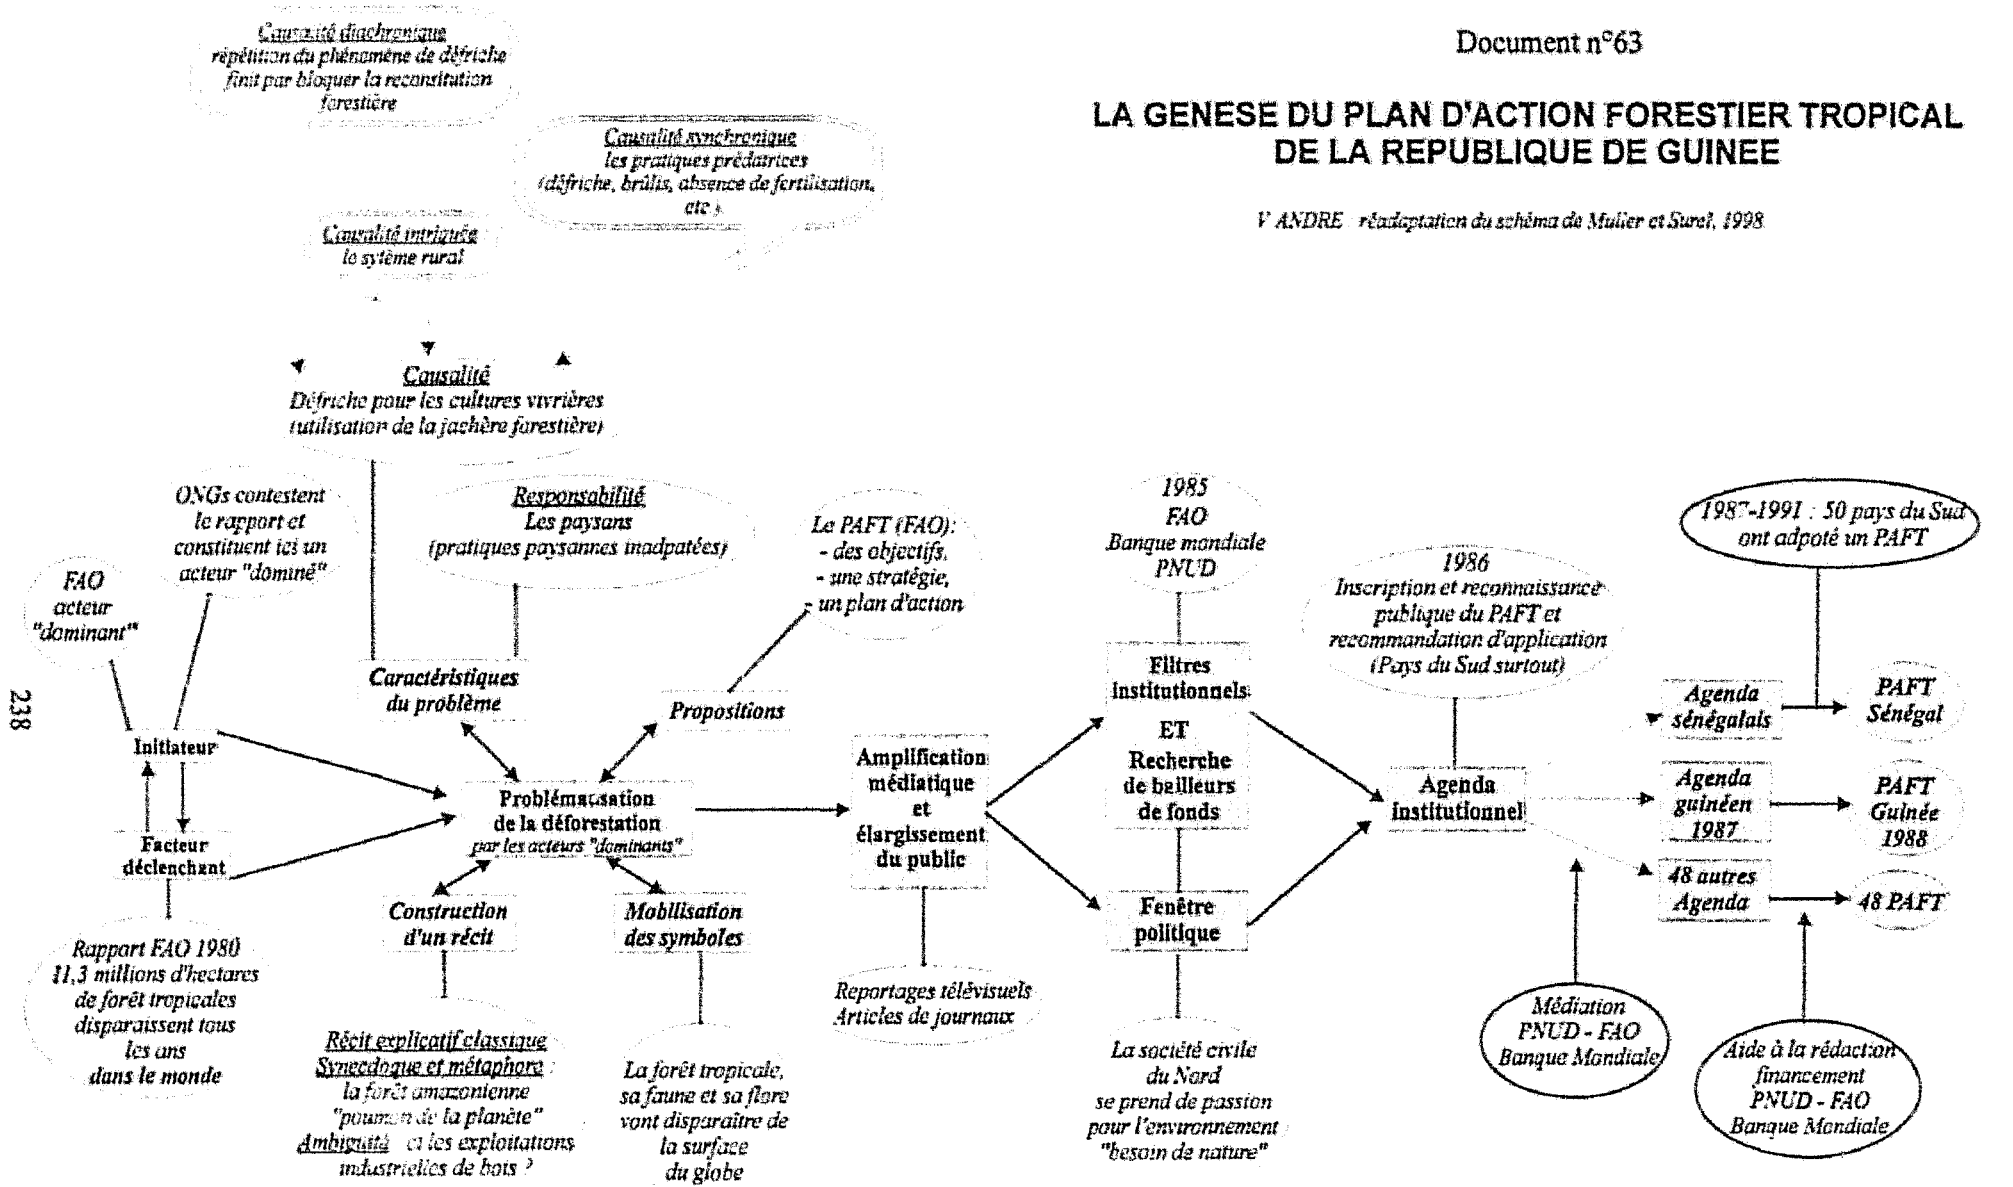 Document n°63
LA GENESE DU PLAN D'ACTION FORESTIER TROPICAL
DE LA REPUBLIQUE DE GUINEE
V ANDRE réadaptation du schéma de Muller et Surel, 1998
Causalité diachronique
répétition du phénomène de défriche
finit par bloquer la reconsitution
forestière
Causalité synchronique
les pratiques prédatrices
(défriche, brûlis, absence de fertilisation,
etc ).
Causalité intriquée
le sytème rural
Causalité
Défriche pour les cultures vivrières
(utilisation de la jachère forestière)
ONGs contestent
le rapport et
constituent ici un
acteur "dominé"
Responsabilité
Les paysans
(pratiques paysannes inadpatées)
Le PAFT (FAO):
- des objectifs,
- une stratégie,
- un plan d'action
FAO
acteur
"dominant"
1985
FAO
Banque mondiale
PNUD
1986
Inscription et reconnaissance
publique du PAFT et
recommandation d'application
(Pays du Sud surtout)
1987-1991 : 50 pays du Sud
ont adpoté un PAFT
Caractéristiques
du problème
Propositions
Filtres
institutionnels
ET
Recherche
de bailleurs
de fonds
Agenda
sénégalais
PAFT
Sénégal
Initiateur
Facteur
déclenchant
Problématisation
de la déforestation
par les acteurs "dominants"
Amplification
médiatique
et
élargissement
du public
Agenda
institutionnel
Agenda
guinéen
1987
PAFT
Guinée
1988
48 autres
Agenda
48 PAFT
Construction
d'un récit
Mobilisation
des symboles
Fenêtre
politique
Rapport FAO 1980
11,3 millions d'hectares
de forêt tropicales
disparaissent tous
les ans
dans le monde
Récit explicatif classique
Synecdoque et métaphore :
la forêt amazonienne
"poumon de la planète"
Ambiguité et les exploitations
industrielles de bois ?
La forêt tropicale,
sa faune et sa flore
vont disparaître de
la surface
du globe
Reportages télévisuels
Articles de journaux
La société civile
du Nord
se prend de passion
pour l'environnement
"besoin de nature"
Médiation
PNUD - FAO
Banque Mondiale
Aide à la rédaction
financement
PNUD - FAO
Banque Mondiale
238